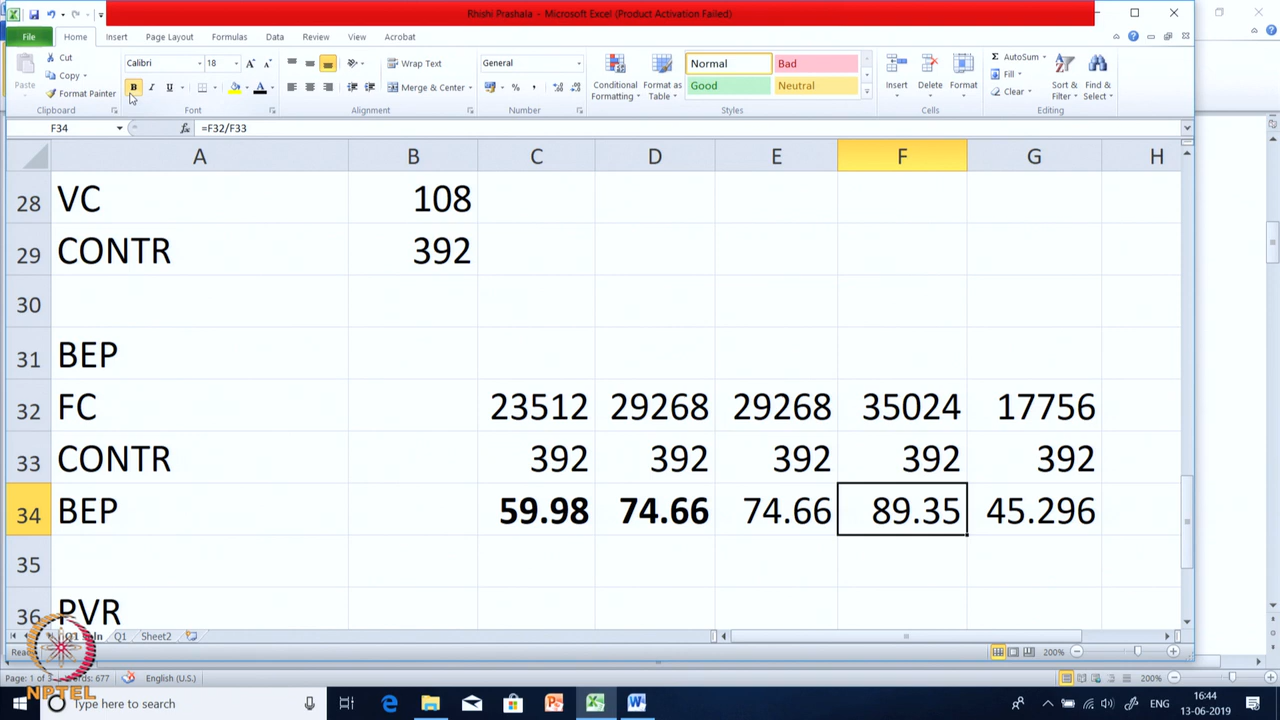 Rhishi Prashala - Microsoft Excel (Product Activation Failed)
File Home Insert Page Layout Formulas Data Review View Acrobat
Paste
Cut
Copy
Format Painter
Clipboard
Calibri 18
B I U
Font
Wrap Text
Merge & Center
Alignment
General
Number
Conditional Formatting
Format as Table
Normal Bad
Good Neutral
Styles
Insert Delete Format
Cells
AutoSum
Fill
Clear
Sort & Filter
Find & Select
Editing
F34 fx =F32/F33
A B C D E F G H
28 VC 108
29 CONTR 392
30
31 BEP
32 FC 23512 29268 29268 35024 17756
33 CONTR 392 392 392 392 392
34 BEP 59.98 74.66 74.66 89.35 45.296
35
36 PVR
Q1 Sheet2
200%
English (U.S.)
200%
NPTEL
Type here to search
ENG
16:44
13-06-2019